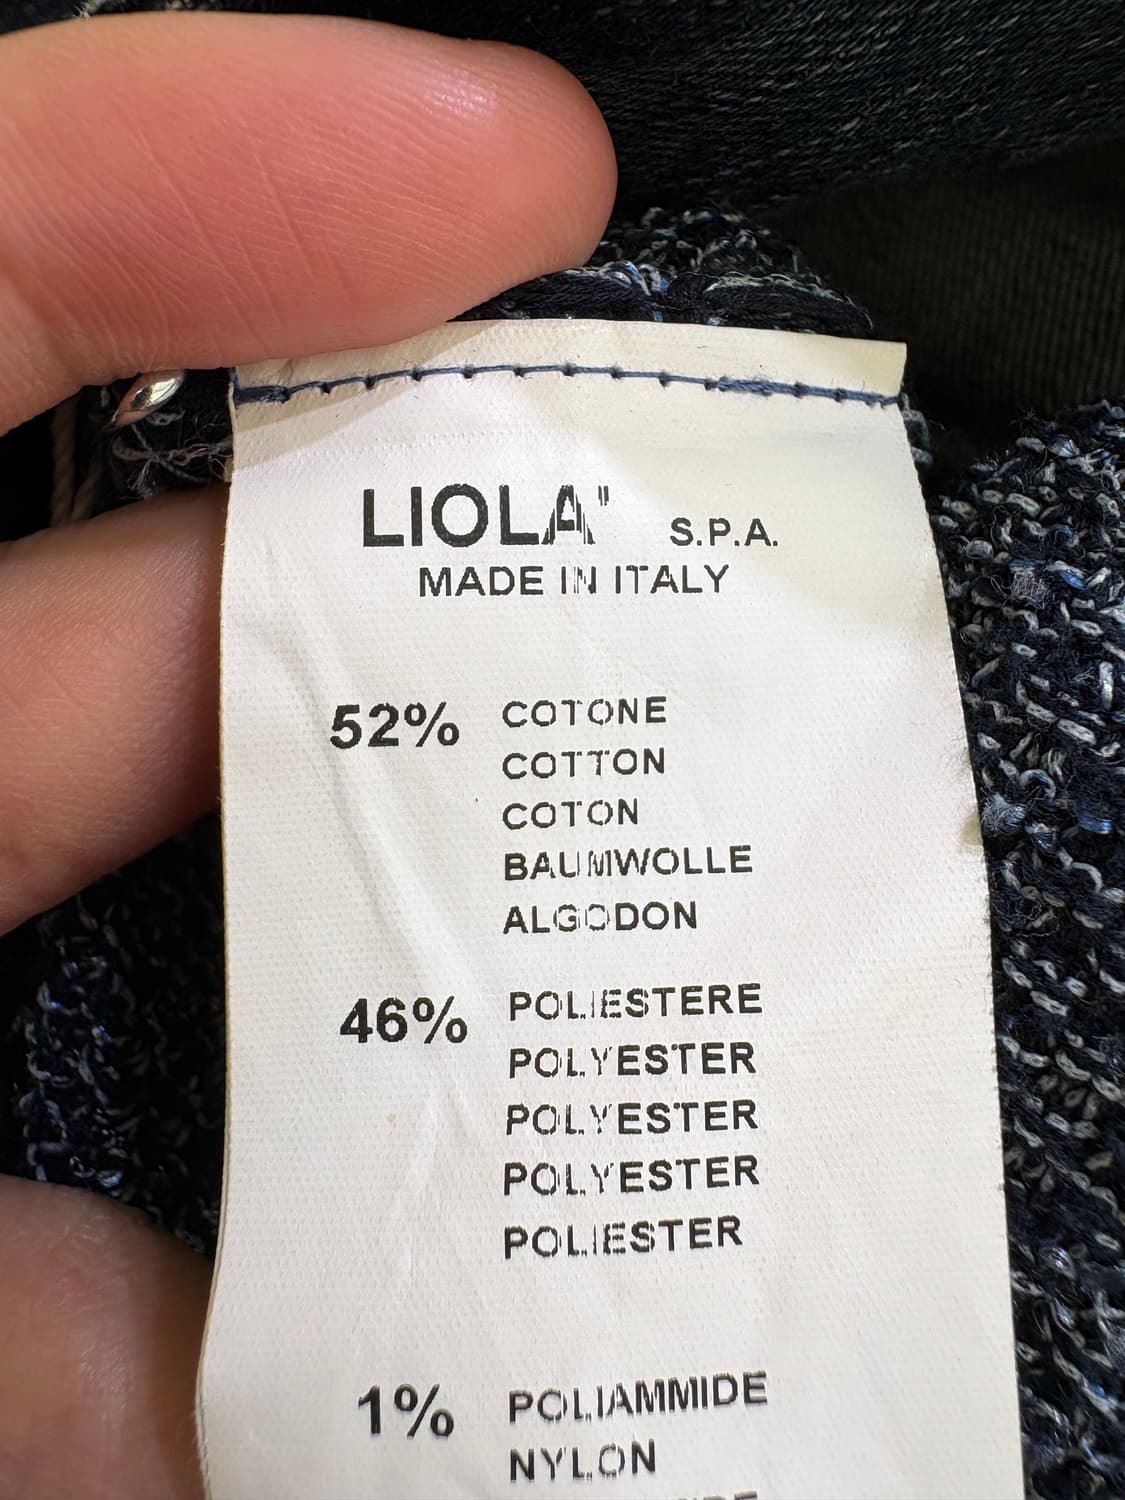 LIOLA' S.P.A.
MADE IN ITALY
52% COTONE
COTTON
COTON
BAUMWOLLE
ALGODON
46% POLIESTERE
POLYESTER
POLYESTER
POLYESTER
POLIESTER
1% POLIAMMIDE
NYLON